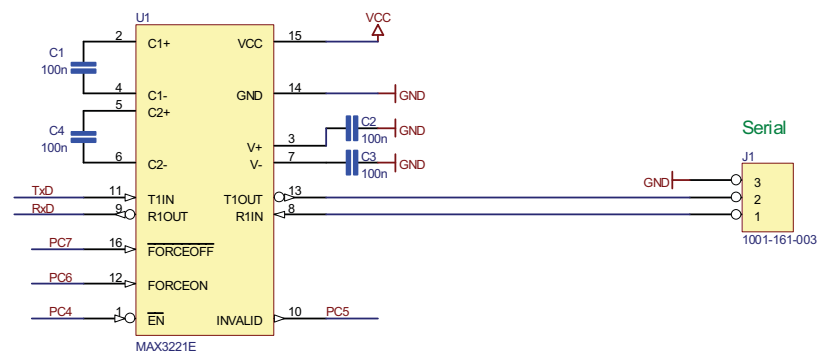 U1
VCC
2 C1+ VCC 15
C1
100n
4 C1- GND 14 GND
5 C2+
C2
100n
GND
C4
100n
V+ 3
6 C2- V- 7
C3
100n
GND
Serial
J1
TxD 11 T1IN T1OUT 13
RxD 9 R1OUT R1IN 8
GND 3
2
1
1001-161-003
PC7 16 FORCEOFF
PC6 12 FORCEON
PC4 1 EN INVALID 10 PC5
MAX3221E